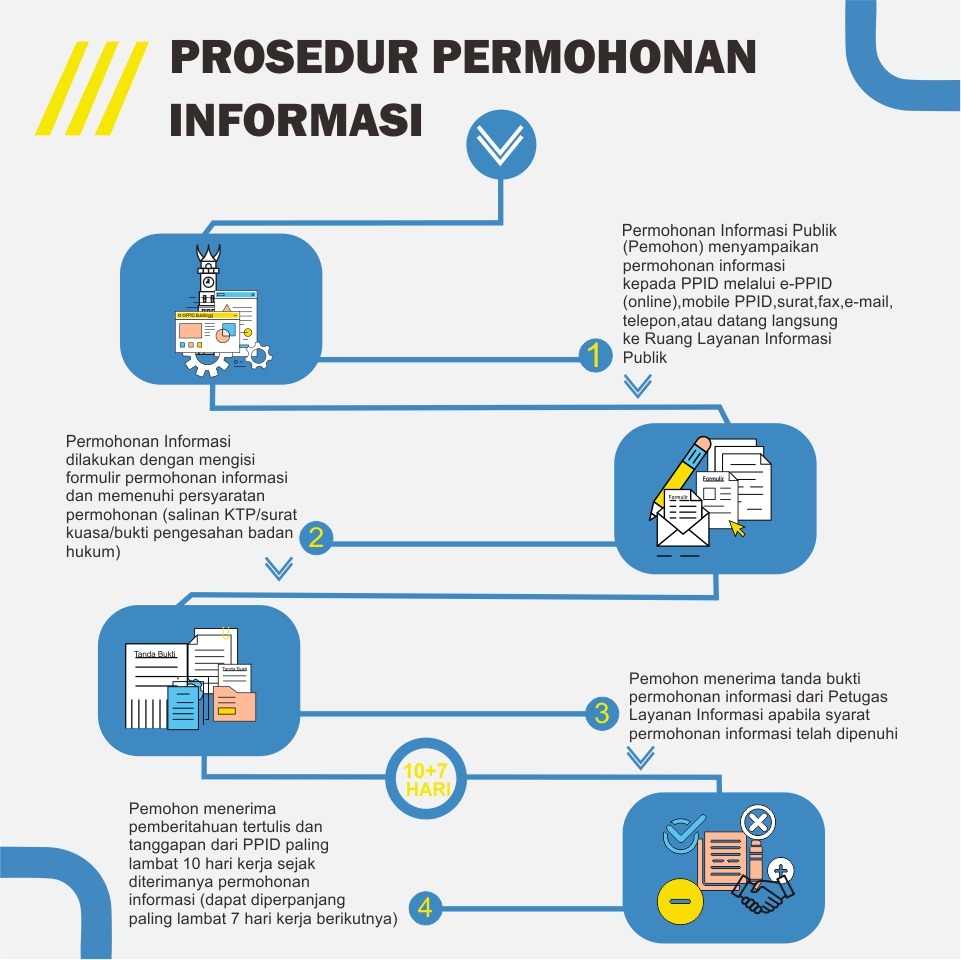 PROSEDUR PERMOHONAN
INFORMASI
Permohonan Informasi Publik
(Pemohon) menyampaikan
permohonan informasi
kepada PPID melalui e-PPID
(online),mobile PPID,surat,fax,e-mail,
telepon,atau datang langsung
ke Ruang Layanan Informasi
Publik
1
Permohonan Informasi
dilakukan dengan mengisi
formulir permohonan informasi
dan memenuhi persyaratan
permohonan (salinan KTP/surat
kuasa/bukti pengesahan badan
hukum)
2
Formulir
Formulir
Tanda Bukti
Tanda Bukti
Pemohon menerima tanda bukti
permohonan informasi dari Petugas
Layanan Informasi apabila syarat
permohonan informasi telah dipenuhi
3
10+7
HARI
Pemohon menerima
pemberitahuan tertulis dan
tanggapan dari PPID paling
lambat 10 hari kerja sejak
diterimanya permohonan
informasi (dapat diperpanjang
paling lambat 7 hari kerja berikutnya)
4